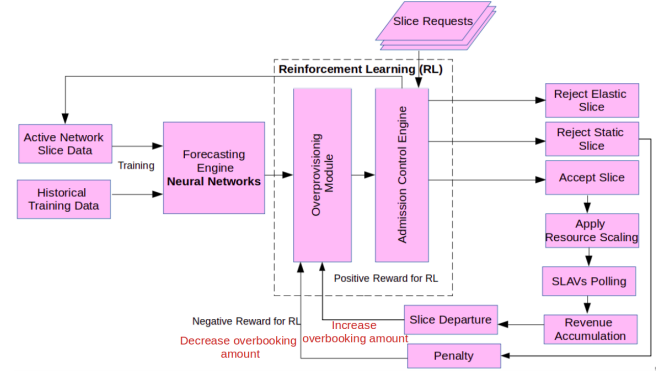 Slice Requests
Reinforcement Learning (RL)
Reject Elastic
Slice
Active Network
Slice Data
Training
Forecasting
Engine
Neural Networks
Overprovisionig
Module
Admission Control Engine
Reject Static
Slice
Accept Slice
Historical
Training Data
Apply
Resource Scaling
SLAVs Polling
Positive Reward for RL
Slice Departure
Revenue
Accumulation
Negative Reward for RL
Increase
overbooking amount
Decrease overbooking
amount
Penalty